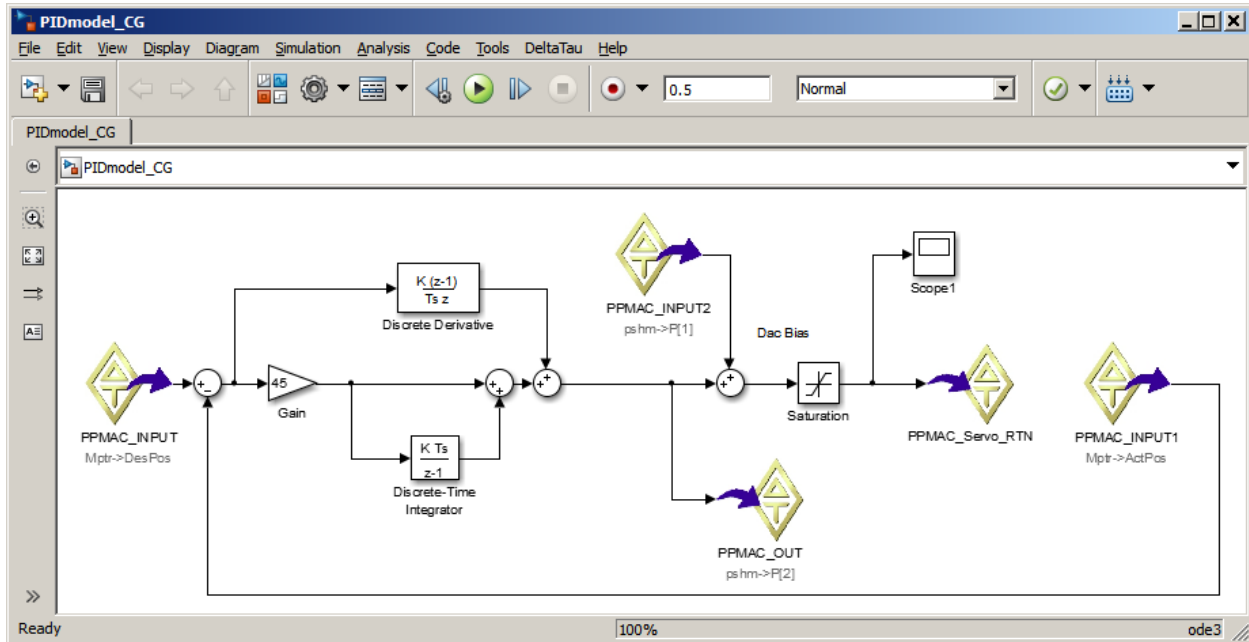 PIDmodel_CG
File Edit View Display Diagram Simulation Analysis Code Tools DeltaTau Help
0.5 Normal
PIDmodel_CG
PIDmodel_CG
PPMAC_INPUT2
pshm->P[1]
Scope1
K (z-1)
Ts z
Discrete Derivative
Dac Bias
45
Gain
Saturation
PPMAC_INPUT
Mptr->DesPos
PPMAC_Servo_RTN
PPMAC_INPUT1
Mptr->ActPos
K Ts
z-1
Discrete-Time
Integrator
PPMAC_OUT
pshm->P[2]
Ready 100% ode3